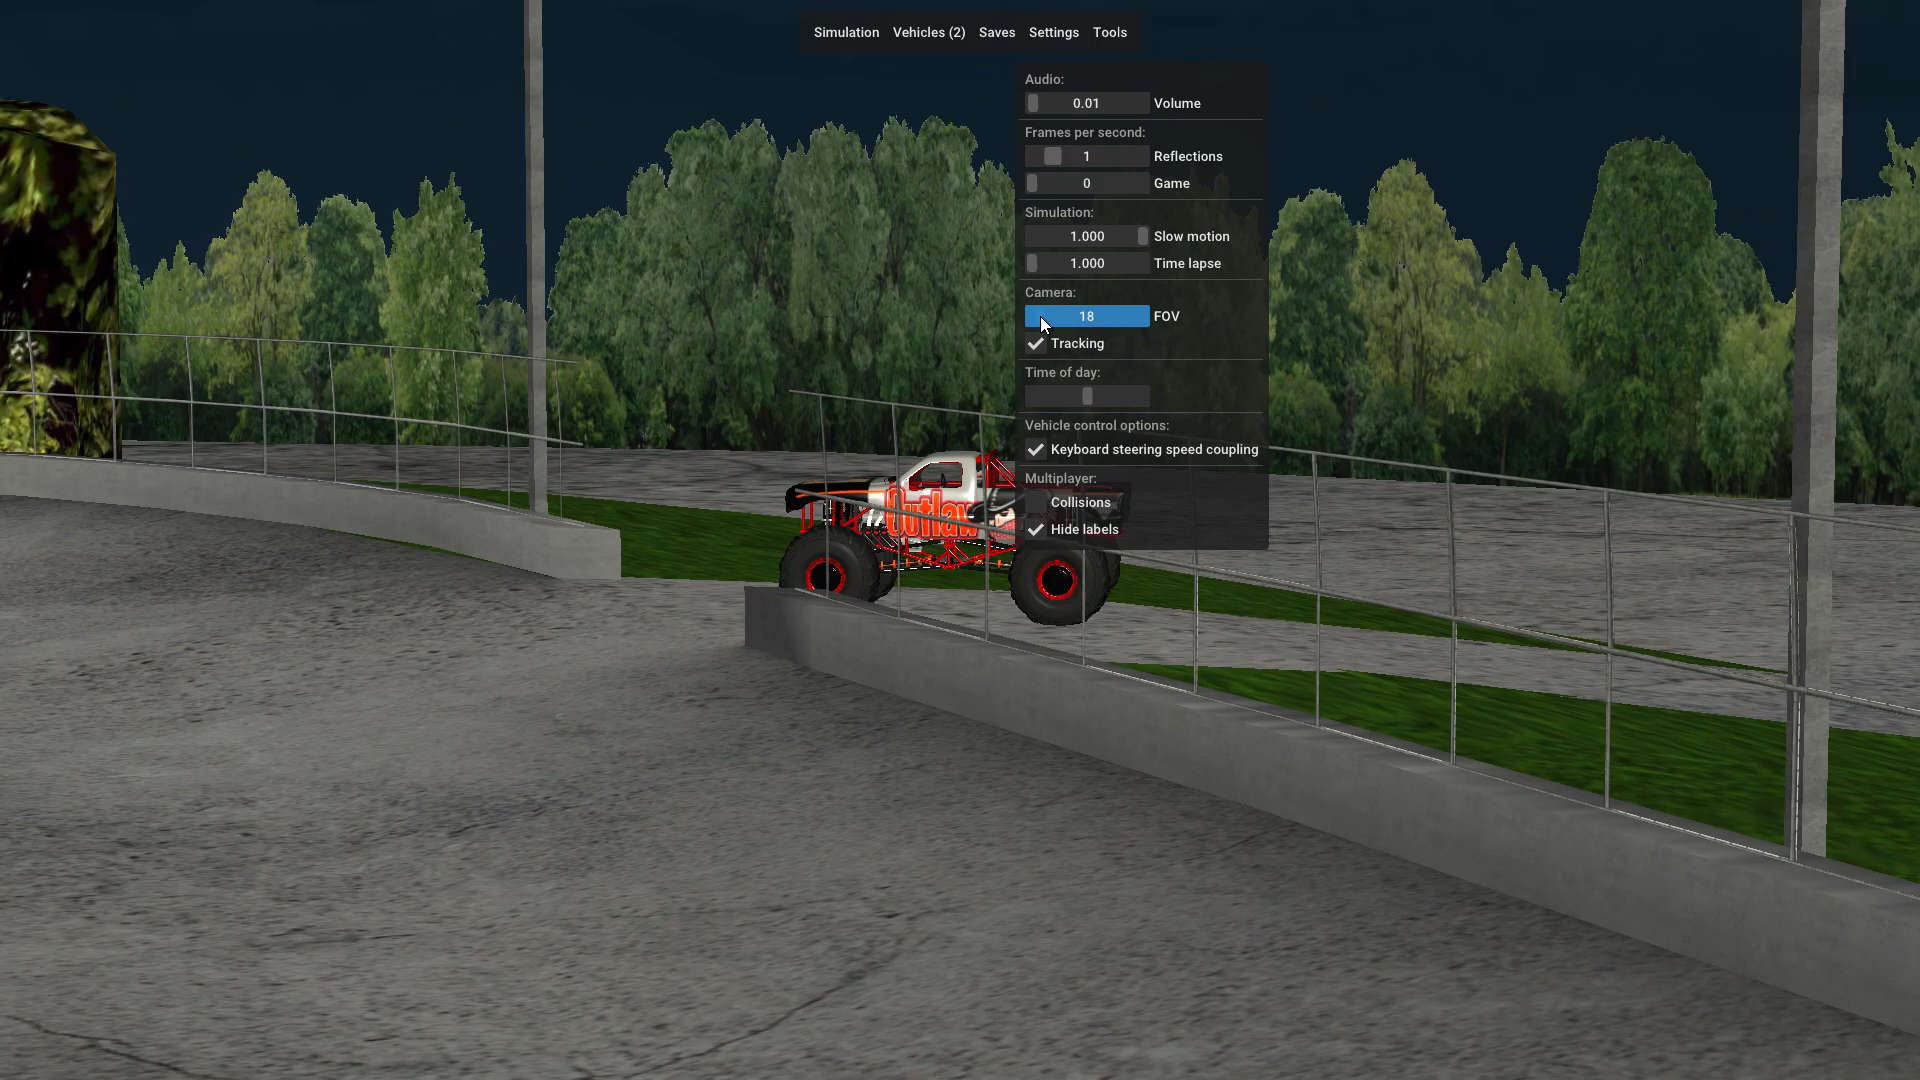 Simulation Vehicles (2) Saves Settings Tools
Audio:
0.01 Volume
Frames per second:
1 Reflections
0 Game
Simulation:
1.000 Slow motion
1.000 Time lapse
Camera:
18 FOV
Tracking
Time of day:
Vehicle control options:
Keyboard steering speed coupling
Multiplayer:
Collisions
Hide labels
Outlaw